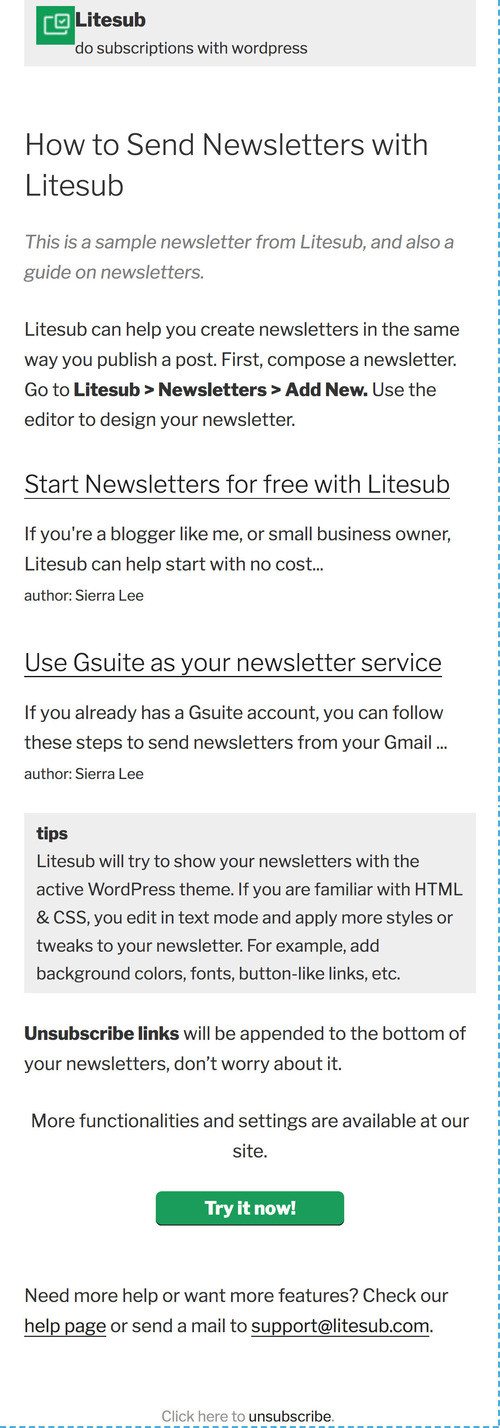 Litesub
do subscriptions with wordpress
How to Send Newsletters with
Litesub
This is a sample newsletter from Litesub, and also a
guide on newsletters.
Litesub can help you create newsletters in the same
way you publish a post. First, compose a newsletter.
Go to Litesub > Newsletters > Add New. Use the
editor to design your newsletter.
Start Newsletters for free with Litesub
If you're a blogger like me, or small business owner,
Litesub can help start with no cost...
author: Sierra Lee
Use Gsuite as your newsletter service
If you already has a Gsuite account, you can follow
these steps to send newsletters from your Gmail ...
author: Sierra Lee
tips
Litesub will try to show your newsletters with the
active WordPress theme. If you are familiar with HTML
& CSS, you edit in text mode and apply more styles or
tweaks to your newsletter. For example, add
background colors, fonts, button-like links, etc.
Unsubscribe links will be appended to the bottom of
your newsletters, don’t worry about it.
More functionalities and settings are available at our
site.
Try it now!
Need more help or want more features? Check our
help page or send a mail to support@litesub.com.
Click here to unsubscribe.